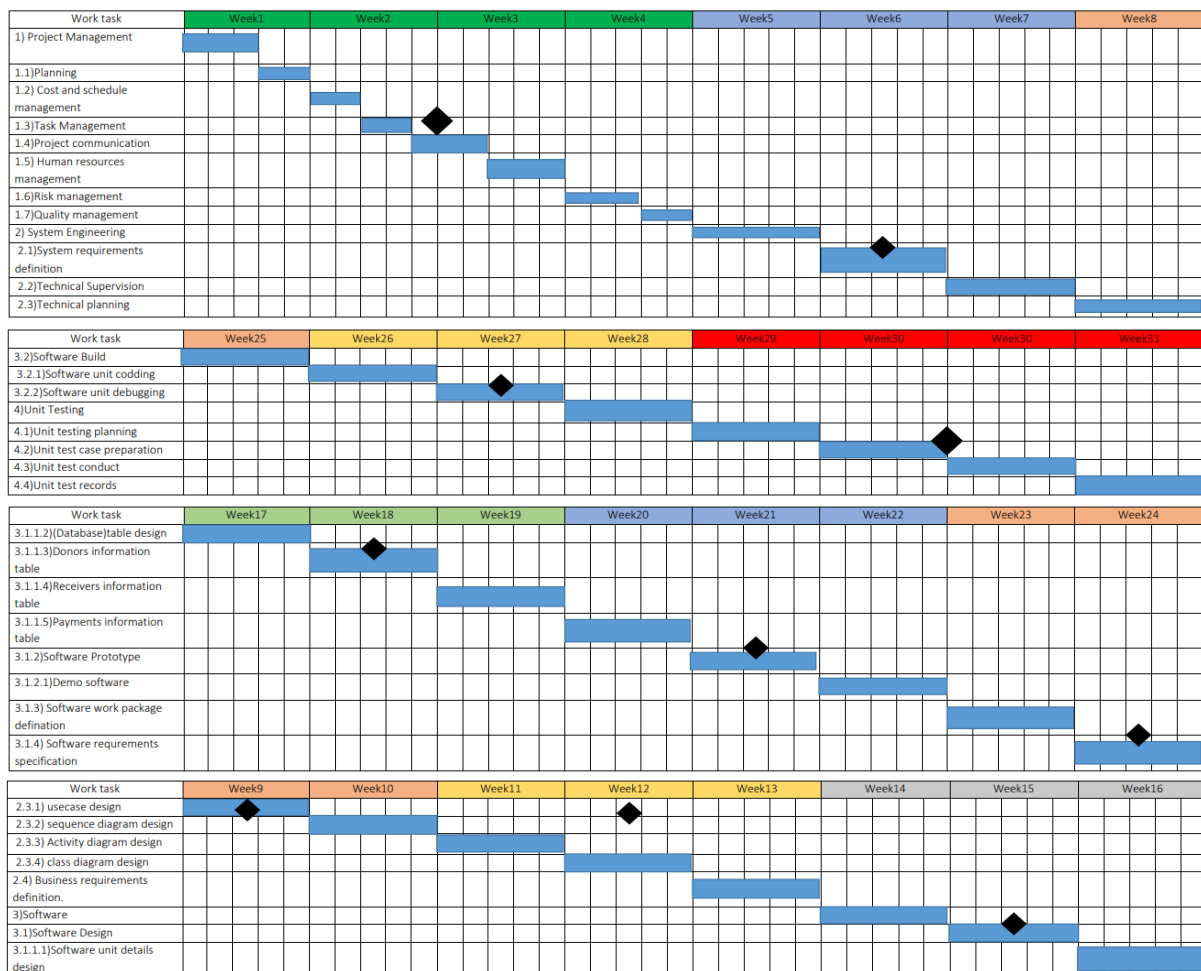 Work task Week1 Week2 Week3 Week4 Week5 Week6 Week7 Week8
1) Project Management
1.1)Planning
1.2) Cost and schedule
management
1.3)Task Management
1.4)Project communication
1.5) Human resources
management
1.6)Risk management
1.7)Quality management
2) System Engineering
2.1)System requirements
definition
2.2)Technical Supervision
2.3)Technical planning
Work task Week25 Week26 Week27 Week28 Week29 Week30 Week30 Week31
3.2)Software Build
3.2.1)Software unit codding
3.2.2)Software unit debugging
4)Unit Testing
4.1)Unit testing planning
4.2)Unit test case preparation
4.3)Unit test conduct
4.4)Unit test records
Work task Week17 Week18 Week19 Week20 Week21 Week22 Week23 Week24
3.1.1.2)(Database)table design
3.1.1.3)Donors information
table
3.1.1.4)Receivers information
table
3.1.1.5)Payments information
table
3.1.2)Software Prototype
3.1.2.1)Demo software
3.1.3) Software work package
defination
3.1.4) Software requrements
specification
Work task Week9 Week10 Week11 Week12 Week13 Week14 Week15 Week16
2.3.1) usecase design
2.3.2) sequence diagram design
2.3.3) Activity diagram design
2.3.4) class diagram design
2.4) Business requirements
definition.
3)Software
3.1)Software Design
3.1.1.1)Software unit details
design